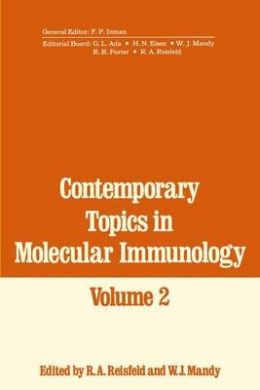 General Editor: F. P. Inman
Editorial Board: G. L. Ada • H. N. Eisen • W. J. Mandy
R. R. Porter • R. A. Reisfeld
Contemporary
Topics in
Molecular Immunology
Volume 2
Edited by R. A. Reisfeld and W. J. Mandy